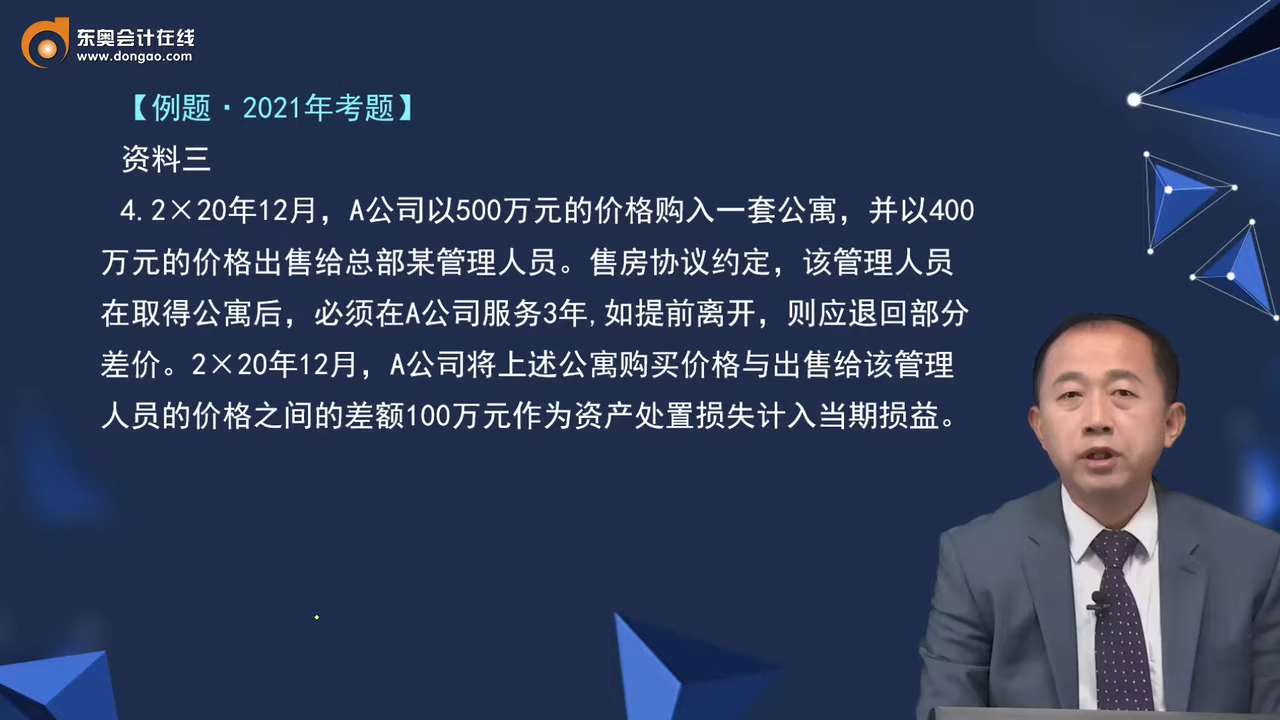 东奥会计在线
www.dongao.com
【例题·2021年考题】
资料三
4.2×20年12月，A公司以500万元的价格购入一套公寓，并以400
万元的价格出售给总部某管理人员。售房协议约定，该管理人员
在取得公寓后，必须在A公司服务3年,如提前离开，则应退回部分
差价。2×20年12月，A公司将上述公寓购买价格与出售给该管理
人员的价格之间的差额100万元作为资产处置损失计入当期损益。